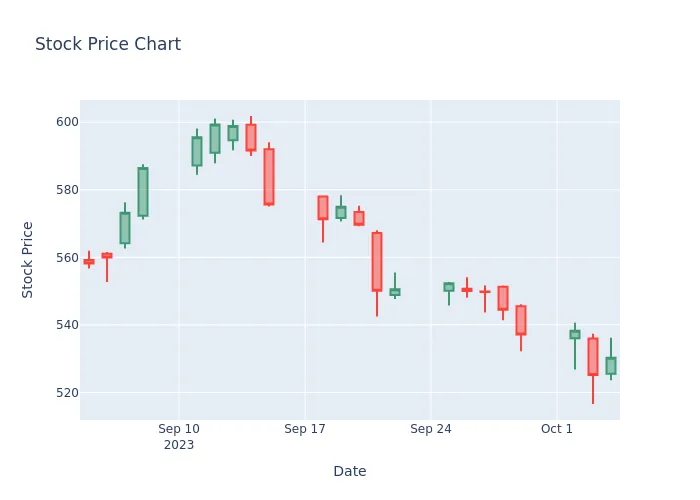 Stock Price Chart
600
580
560
540
520
Stock Price
Sep 10
2023
Sep 17
Sep 24
Oct 1
Date